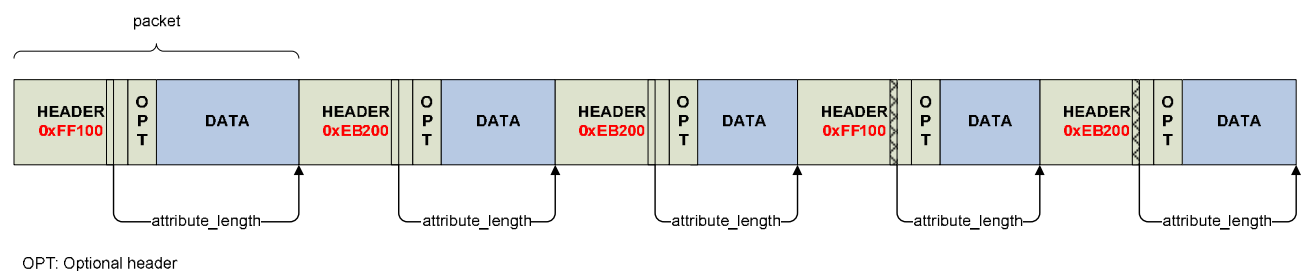 packet
HEADER
0xFF100
OPT
DATA
HEADER
0xEB200
OPT
DATA
HEADER
0xEB200
OPT
DATA
HEADER
0xFF100
OPT
DATA
HEADER
0xEB200
OPT
DATA
attribute_length
attribute_length
attribute_length
attribute_length
attribute_length
OPT: Optional header